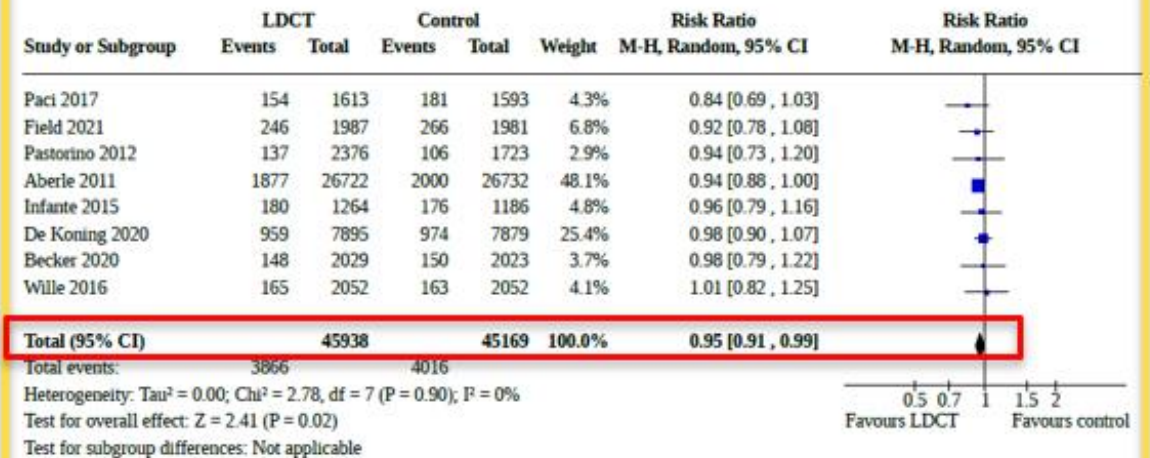 LDCT Control Risk Ratio Risk Ratio
Study or Subgroup Events Total Events Total Weight M-H, Random, 95% CI M-H, Random, 95% CI
Paci 2017 154 1613 181 1593 4.3% 0.84 [0.69 , 1.03]
Field 2021 246 1987 266 1981 6.8% 0.92 [0.78 , 1.08]
Pastorino 2012 137 2376 106 1723 2.9% 0.94 [0.73 , 1.20]
Aberle 2011 1877 26722 2000 26732 48.1% 0.94 [0.88 , 1.00]
Infante 2015 180 1264 176 1186 4.8% 0.96 [0.79 , 1.16]
De Koning 2020 959 7895 974 7879 25.4% 0.98 [0.90 , 1.07]
Becker 2020 148 2029 150 2023 3.7% 0.98 [0.79 , 1.22]
Wille 2016 165 2052 163 2052 4.1% 1.01 [0.82 , 1.25]
Total (95% CI) 45938 45169 100.0% 0.95 [0.91 , 0.99]
Total events: 3866 4016
Heterogeneity: Tau² = 0.00; Chi² = 2.78, df = 7 (P = 0.90); I² = 0%
0.5 0.7 1 1.5 2
Test for overall effect: Z = 2.41 (P = 0.02) Favours LDCT Favours control
Test for subgroup differences: Not applicable